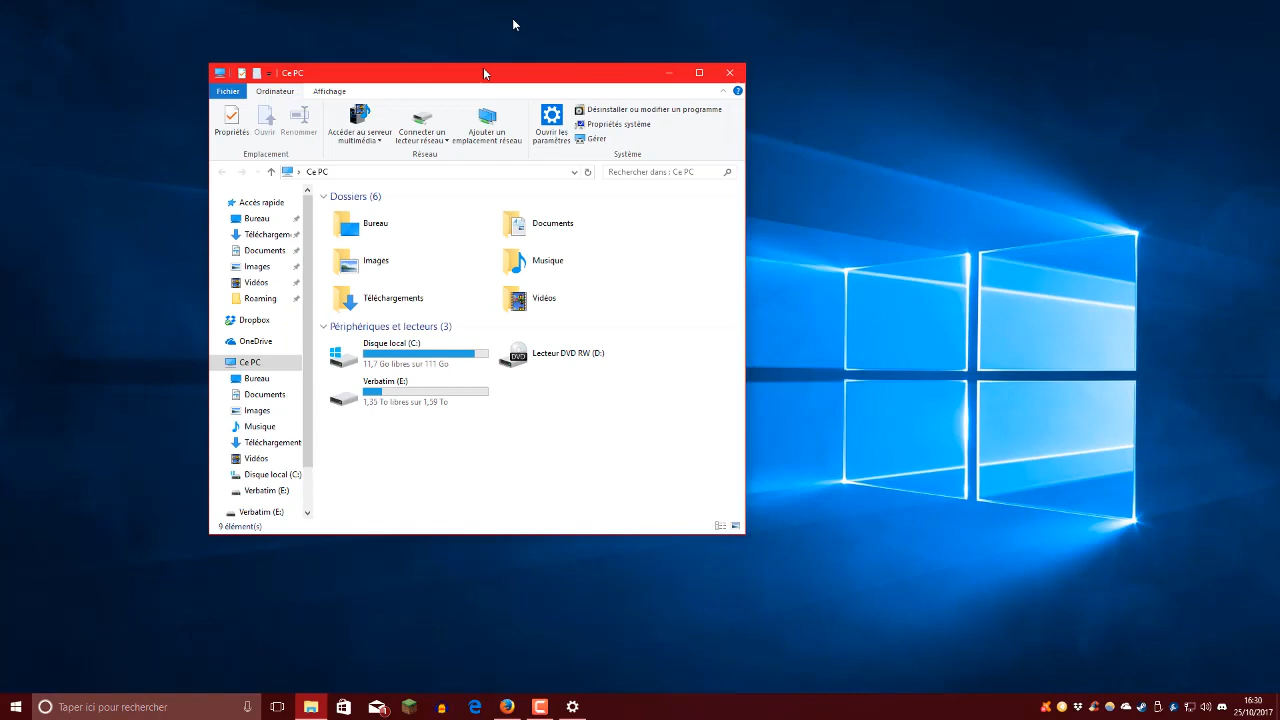 Ce PC
Fichier Ordinateur Affichage
Propriétés Ouvrir Renommer
Accéder au serveur multimédia
Connecter un lecteur réseau
Ajouter un emplacement réseau
Ouvrir les paramètres
Désinstaller ou modifier un programme
Propriétés système
Gérer
Emplacement Réseau Système
Ce PC
Rechercher dans : Ce PC
Accès rapide
Bureau
Téléchargem
Documents
Images
Vidéos
Roaming
Dropbox
OneDrive
Ce PC
Bureau
Documents
Images
Musique
Téléchargement
Vidéos
Disque local (C:)
Verbatim (E:)
Verbatim (E:)
Dossiers (6)
Bureau
Documents
Images
Musique
Téléchargements
Vidéos
Périphériques et lecteurs (3)
Disque local (C:)
11,7 Go libres sur 111 Go
DVD
Lecteur DVD RW (D:)
Verbatim (E:)
1,35 To libres sur 1,59 To
9 élément(s)
Taper ici pour rechercher
16:30
25/10/2017